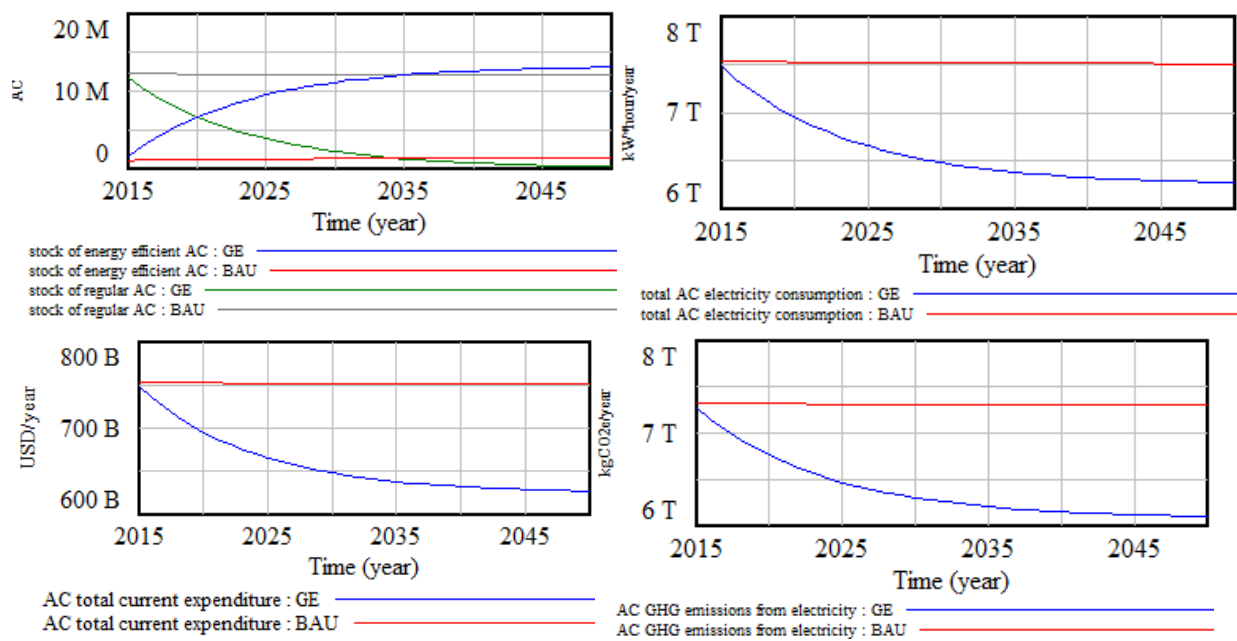 20 M
10 M
0
AC
2015 2025 2035 2045
Time (year)
stock of energy efficient AC : GE
stock of energy efficient AC : BAU
stock of regular AC : GE
stock of regular AC : BAU
8 T
7 T
6 T
kW*hour/year
2015 2025 2035 2045
Time (year)
total AC electricity consumption : GE
total AC electricity consumption : BAU
800 B
700 B
600 B
USD/year
2015 2025 2035 2045
Time (year)
AC total current expenditure : GE
AC total current expenditure : BAU
8 T
7 T
6 T
kgCO2e/year
2015 2025 2035 2045
Time (year)
AC GHG emissions from electricity : GE
AC GHG emissions from electricity : BAU